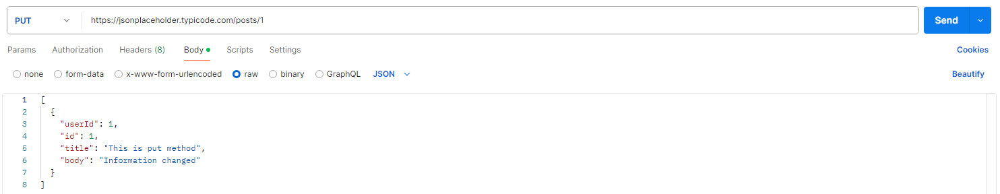 PUT https://jsonplaceholder.typicode.com/posts/1 Send
Params Authorization Headers (8) Body Scripts Settings Cookies
none form-data x-www-form-urlencoded raw binary GraphQL JSON Beautify
1 [
2 {
3 "userId": 1,
4 "id": 1,
5 "title": "This is put method",
6 "body": "Information changed"
7 }
8 ]